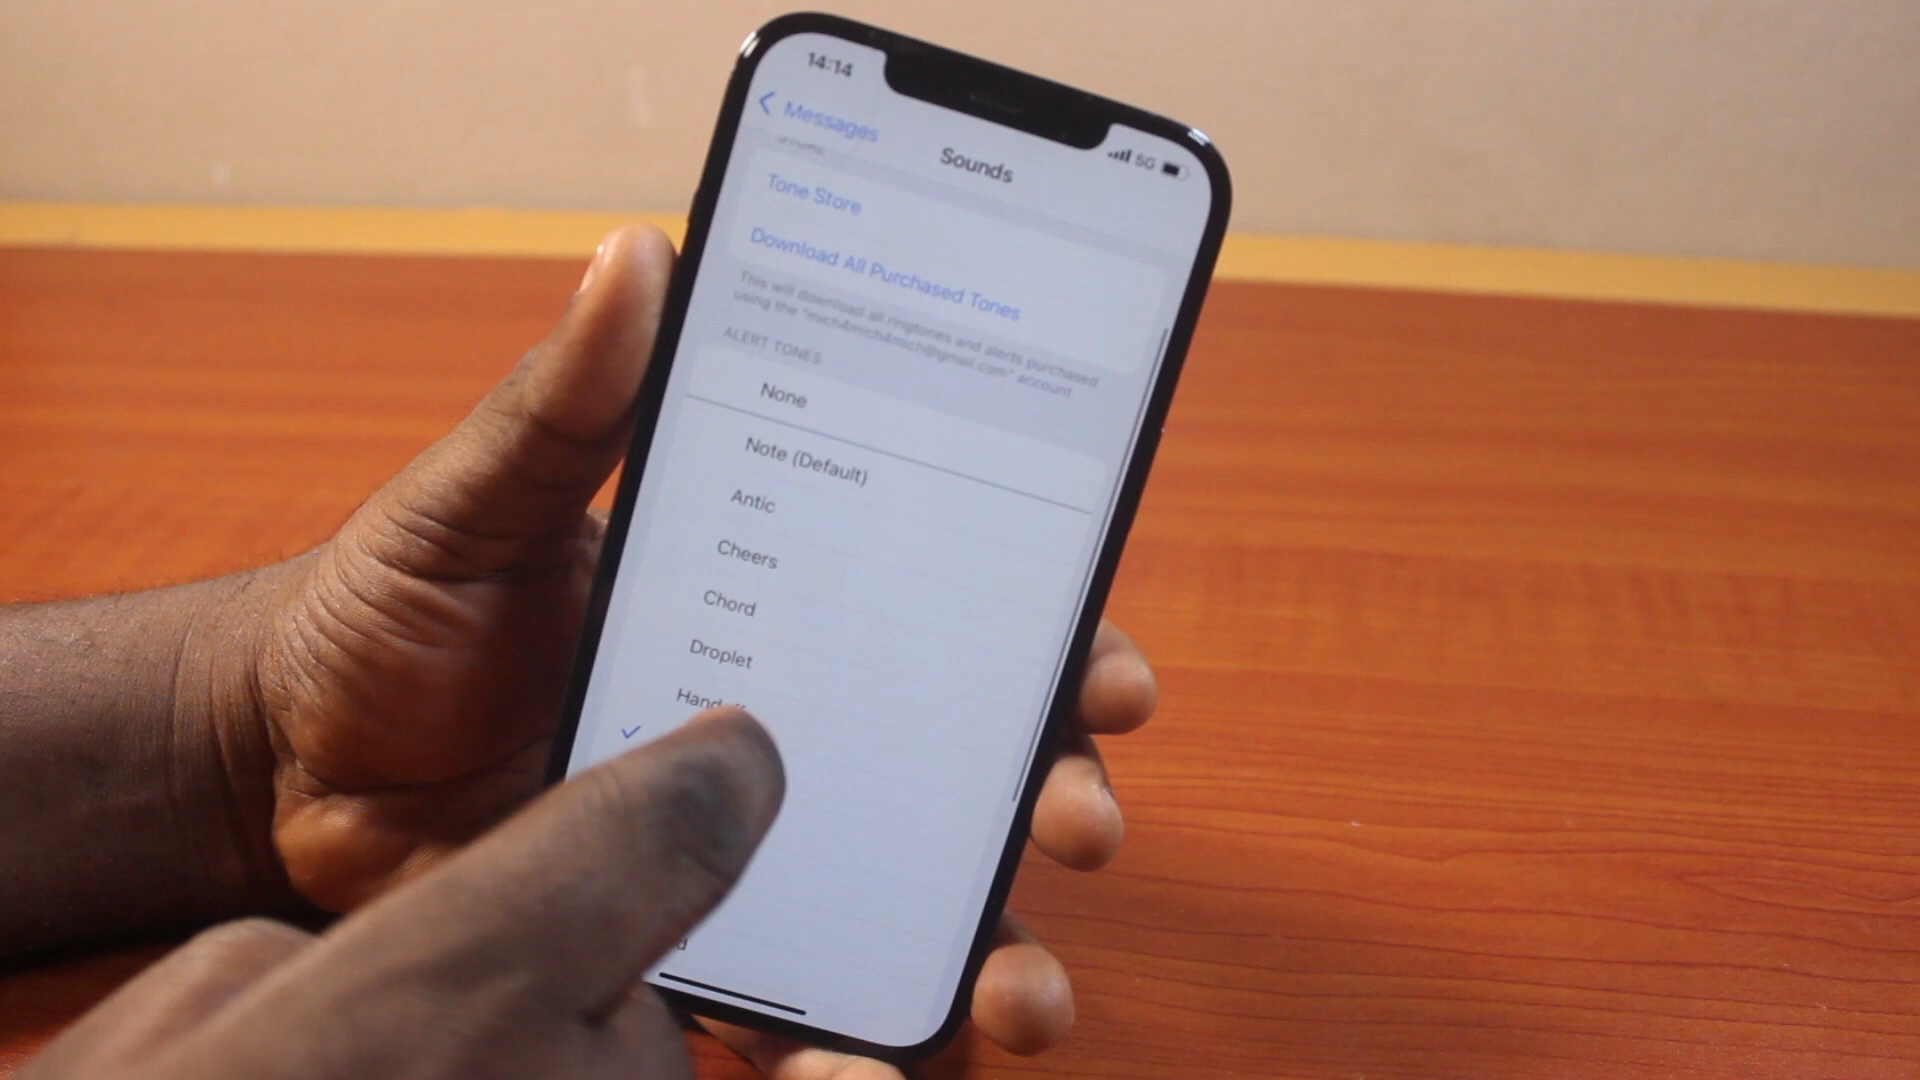 14:14
5G
Messages
Sounds
Tone Store
Download All Purchased Tones
This will download all ringtones and alerts purchased
using the "mich4mich4mich@gmail.com" account.
ALERT TONES
None
Note (Default)
Antic
Cheers
Chord
Droplet